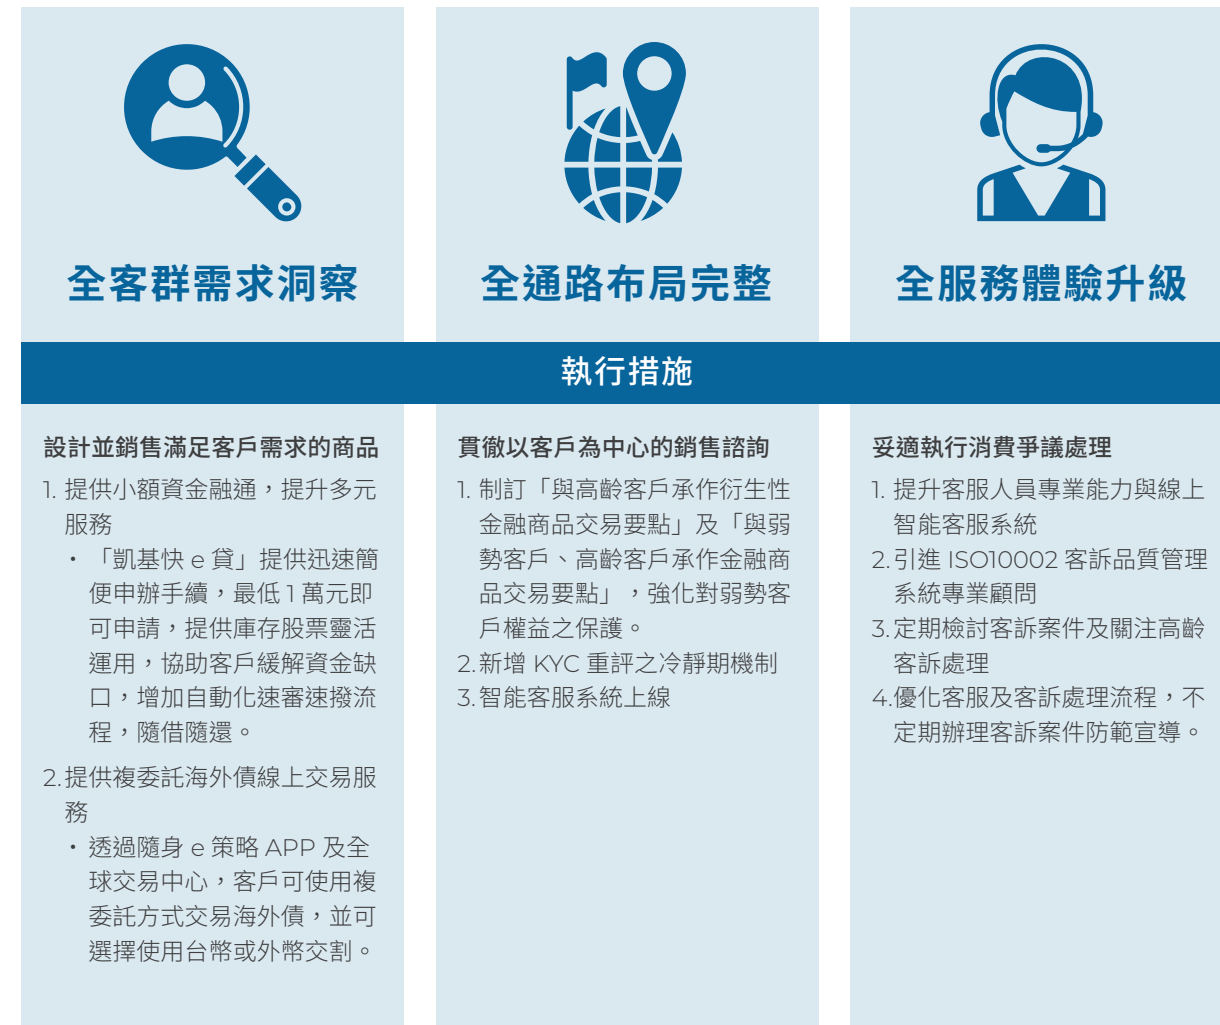 全客群需求洞察
全通路布局完整
全服務體驗升級
執行措施
設計並銷售滿足客戶需求的商品
1. 提供小額資金融通，提升多元
服務
・「凱基快 e 貸」提供迅速簡
便申辦手續，最低 1 萬元即
可申請，提供庫存股票靈活
運用，協助客戶緩解資金缺
口，增加自動化速審速撥流
程，隨借隨還。
2. 提供複委託海外債線上交易服
務
・透過隨身 e 策略 APP 及全
球交易中心，客戶可使用複
委託方式交易海外債，並可
選擇使用台幣或外幣交割。
貫徹以客戶為中心的銷售諮詢
1. 制訂「與高齡客戶承作衍生性
金融商品交易要點」及「與弱
勢客戶、高齡客戶承作金融商
品交易要點」，強化對弱勢客
戶權益之保護。
2. 新增 KYC 重評之冷靜期機制
3. 智能客服系統上線
妥適執行消費爭議處理
1. 提升客服人員專業能力與線上
智能客服系統
2. 引進 ISO10002 客訴品質管理
系統專業顧問
3. 定期檢討客訴案件及關注高齡
客訴處理
4. 優化客服及客訴處理流程，不
定期辦理客訴案件防範宣導。